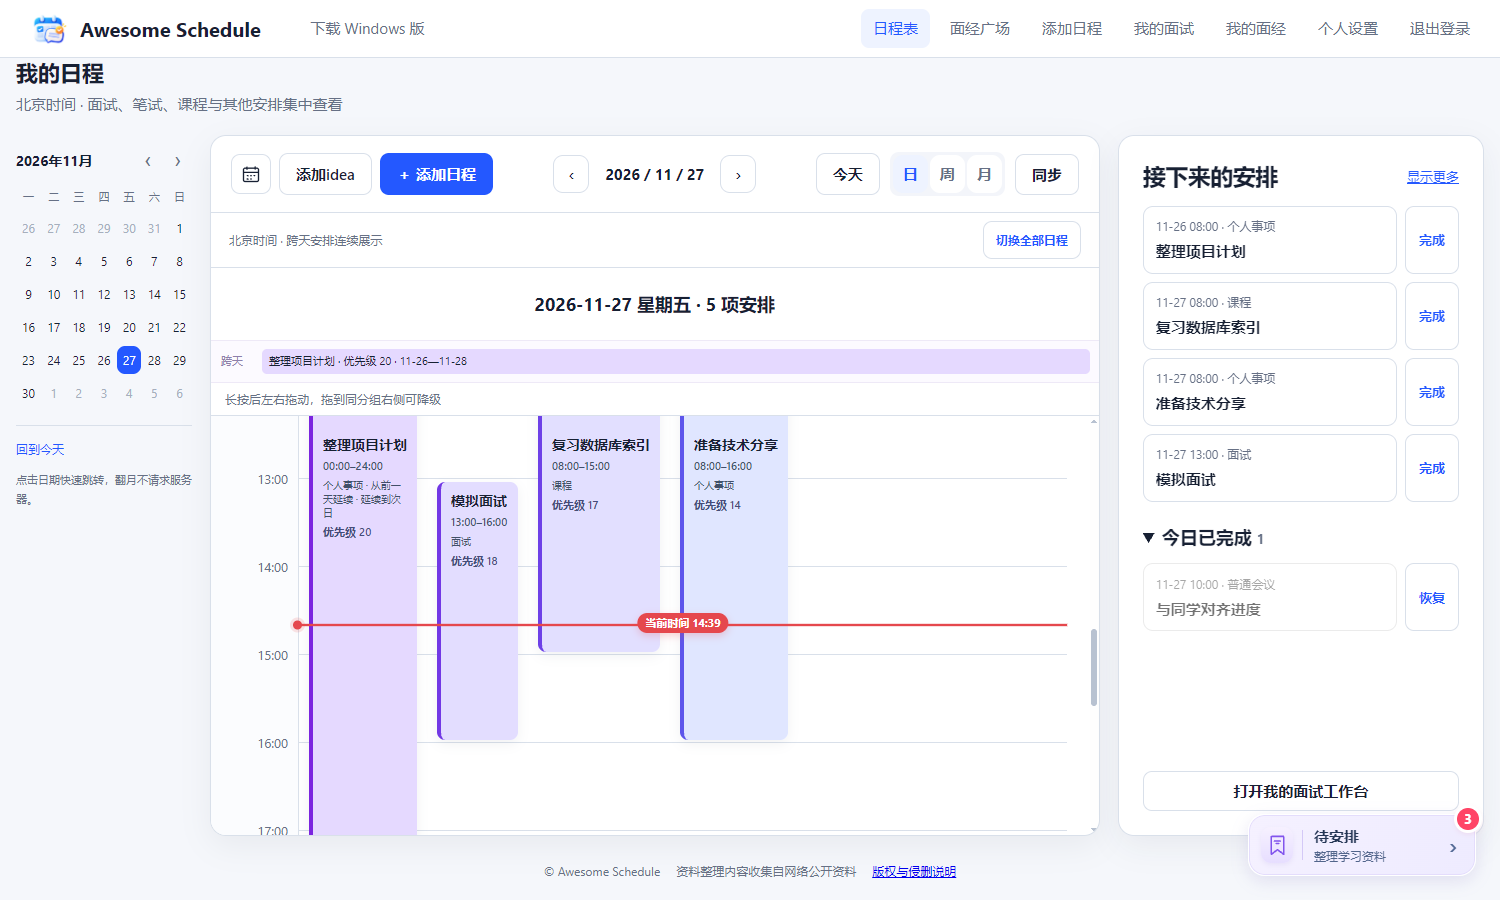 Awesome Schedule
下载 Windows 版
日程表
面经广场
添加日程
我的面试
我的面经
个人设置
退出登录
我的日程
北京时间 · 面试、笔试、课程与其他安排集中查看
2026年11月
‹ ›
一 二 三 四 五 六 日
26 27 28 29 30 31 1
2 3 4 5 6 7 8
9 10 11 12 13 14 15
16 17 18 19 20 21 22
23 24 25 26 27 28 29
30 1 2 3 4 5 6
回到今天
点击日期快速跳转，翻月不请求服务
器。
添加idea
+ 添加日程
‹ 2026 / 11 / 27 ›
今天
日 周 月
同步
北京时间 · 跨天安排连续展示
切换全部日程
2026-11-27 星期五 · 5 项安排
跨天
整理项目计划 · 优先级 20 · 11-26—11-28
长按后左右拖动，拖到同分组右侧可降级
13:00
14:00
15:00
16:00
17:00
整理项目计划
00:00–24:00
个人事项 · 从前一
天延续 · 延续到次
日
优先级 20
模拟面试
13:00–16:00
面试
优先级 18
复习数据库索引
08:00–15:00
课程
优先级 17
准备技术分享
08:00–16:00
个人事项
优先级 14
当前时间 14:39
接下来的安排
显示更多
11-26 08:00 · 个人事项
整理项目计划
完成
11-27 08:00 · 课程
复习数据库索引
完成
11-27 08:00 · 个人事项
准备技术分享
完成
11-27 13:00 · 面试
模拟面试
完成
▼ 今日已完成 1
11-27 10:00 · 普通会议
与同学对齐进度
恢复
打开我的面试工作台
3
待安排
整理学习资料
›
© Awesome Schedule 资料整理内容收集自网络公开资料 版权与侵删说明